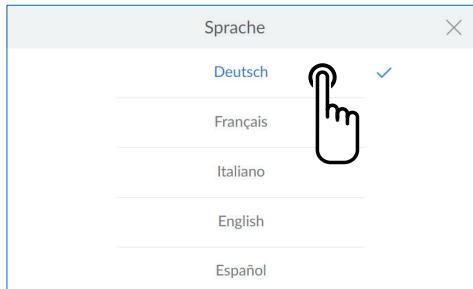 Sprache
Deutsch
Français
Italiano
English
Español